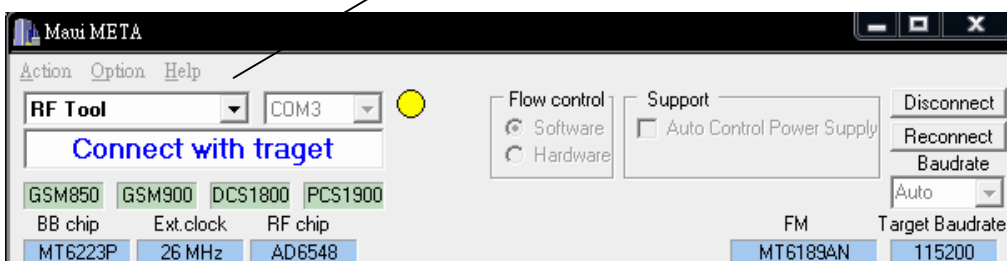 Maui META
Action Option Help
RF Tool COM3
Connect with traget
Flow control
Software
Hardware
Support
Auto Control Power Supply
Disconnect
Reconnect
Baudrate
Auto
GSM850 GSM900 DCS1800 PCS1900
BB chip Ext.clock RF chip FM Target Baudrate
MT6223P 26 MHz AD6548 MT6189AN 115200